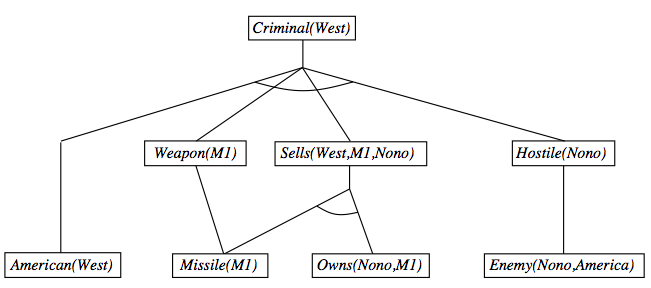 Criminal(West)
Weapon(M1)
Sells(West,M1,Nono)
Hostile(Nono)
American(West)
Missile(M1)
Owns(Nono,M1)
Enemy(Nono,America)